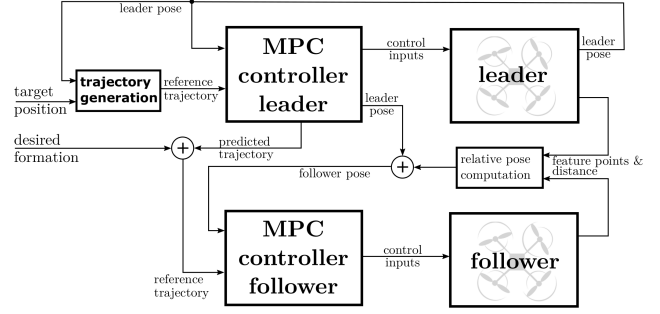 leader pose
MPC
controller
leader
control
inputs
leader
leader
pose
trajectory
generation
reference
trajectory
target
position
leader
pose
predicted
trajectory
desired
formation
+
+
follower pose
relative pose
computation
feature points &
distance
MPC
controller
follower
control
inputs
follower
reference
trajectory